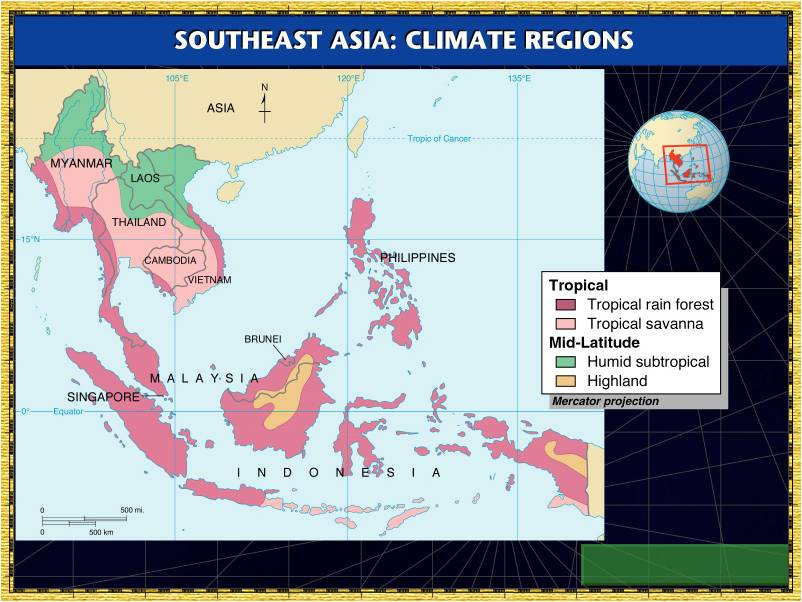 SOUTHEAST ASIA: CLIMATE REGIONS
105°E
120°E
135°E
N
ASIA
Tropic of Cancer
MYANMAR
LAOS
THAILAND
15°N
PHILIPPINES
CAMBODIA
VIETNAM
Tropical
Tropical rain forest
Tropical savanna
Mid-Latitude
Humid subtropical
Highland
Mercator projection
BRUNEI
MALAYSIA
SINGAPORE
0°
Equator
INDONESIA
0
500 mi.
0
500 km